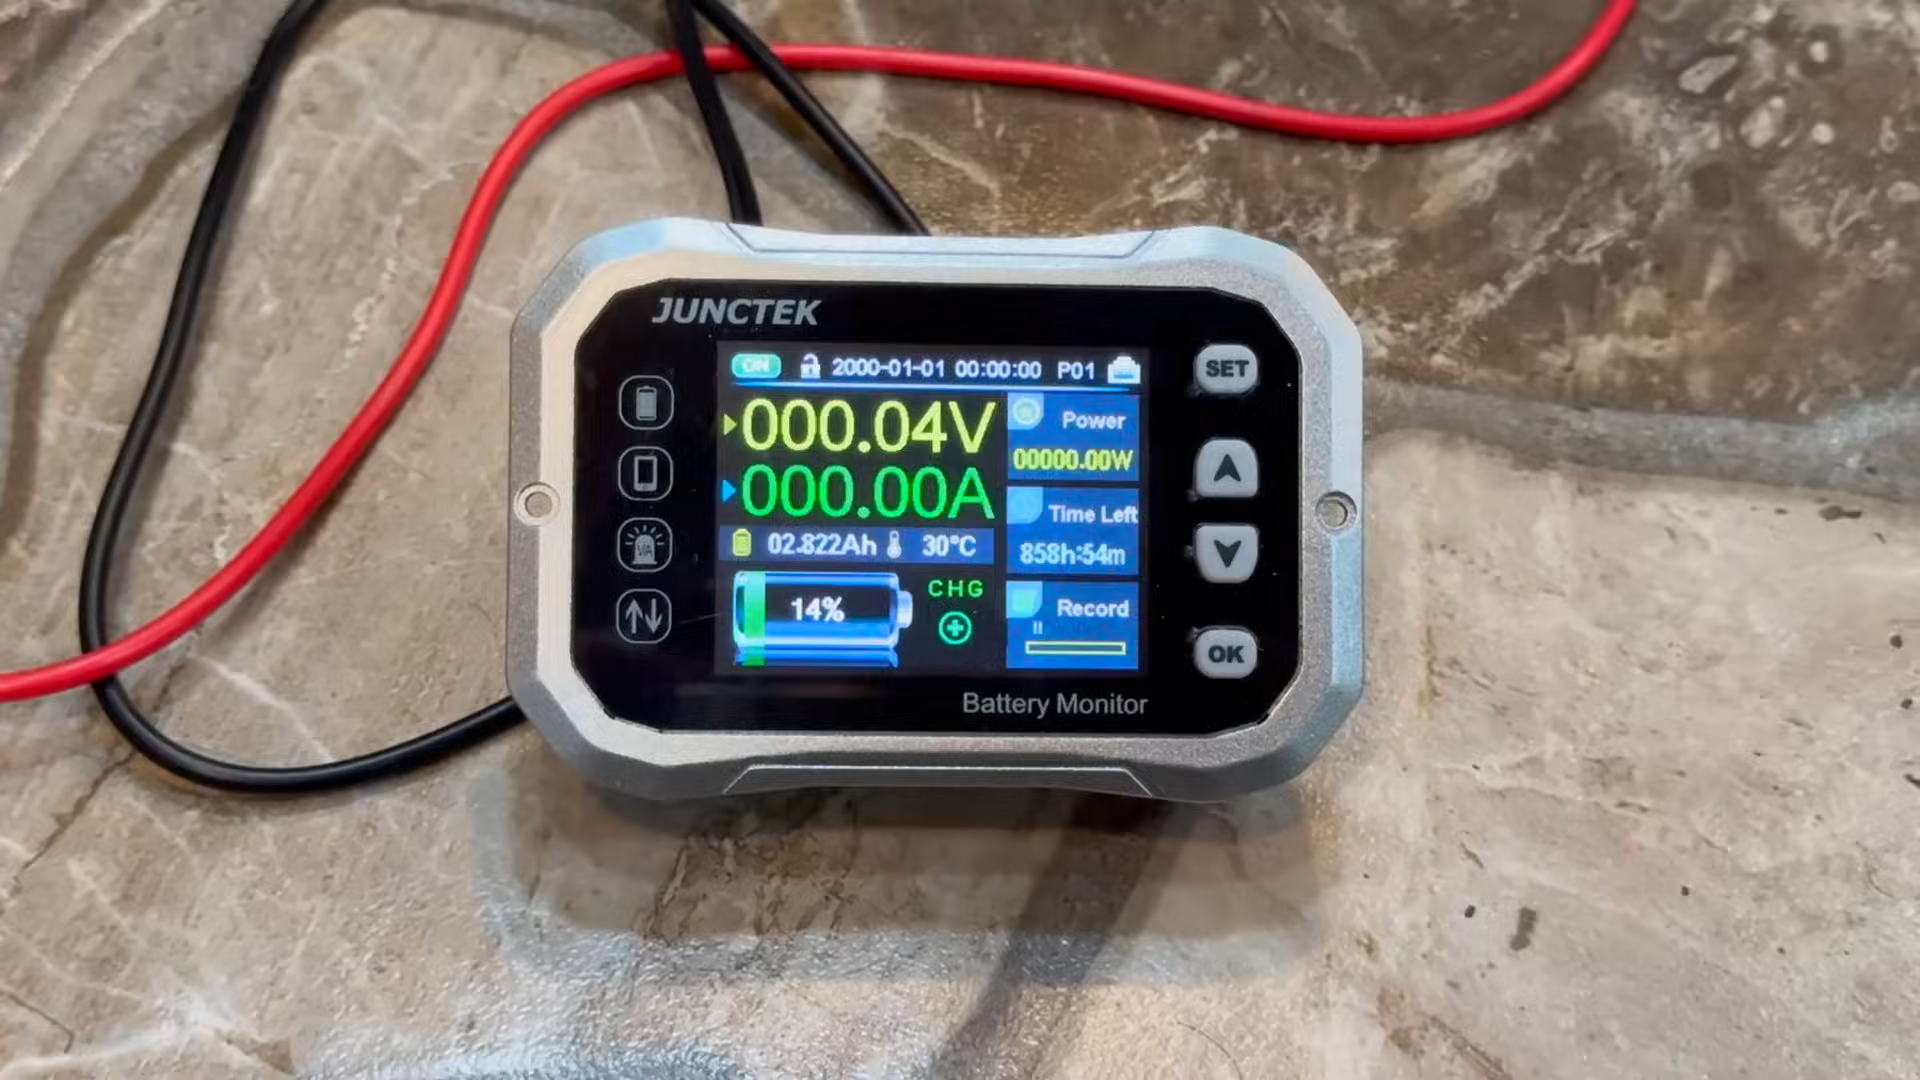 JUNCTEK
ON 2000-01-01 00:00:00 P01
000.04V
000.00A
02.822Ah 30°C
14%
CHG
Power
00000.00W
Time Left
858h:54m
Record
VA
SET
OK
Battery Monitor